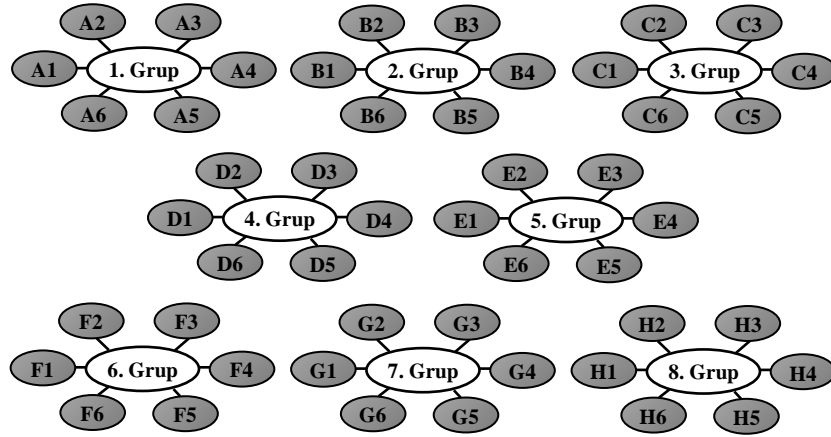 A2 A3 B2 B3 C2 C3
A1 1. Grup A4 B1 2. Grup B4 C1 3. Grup C4
A6 A5 B6 B5 C6 C5
D2 D3 E2 E3
D1 4. Grup D4 E1 5. Grup E4
D6 D5 E6 E5
F2 F3 G2 G3 H2 H3
F1 6. Grup F4 G1 7. Grup G4 H1 8. Grup H4
F6 F5 G6 G5 H6 H5